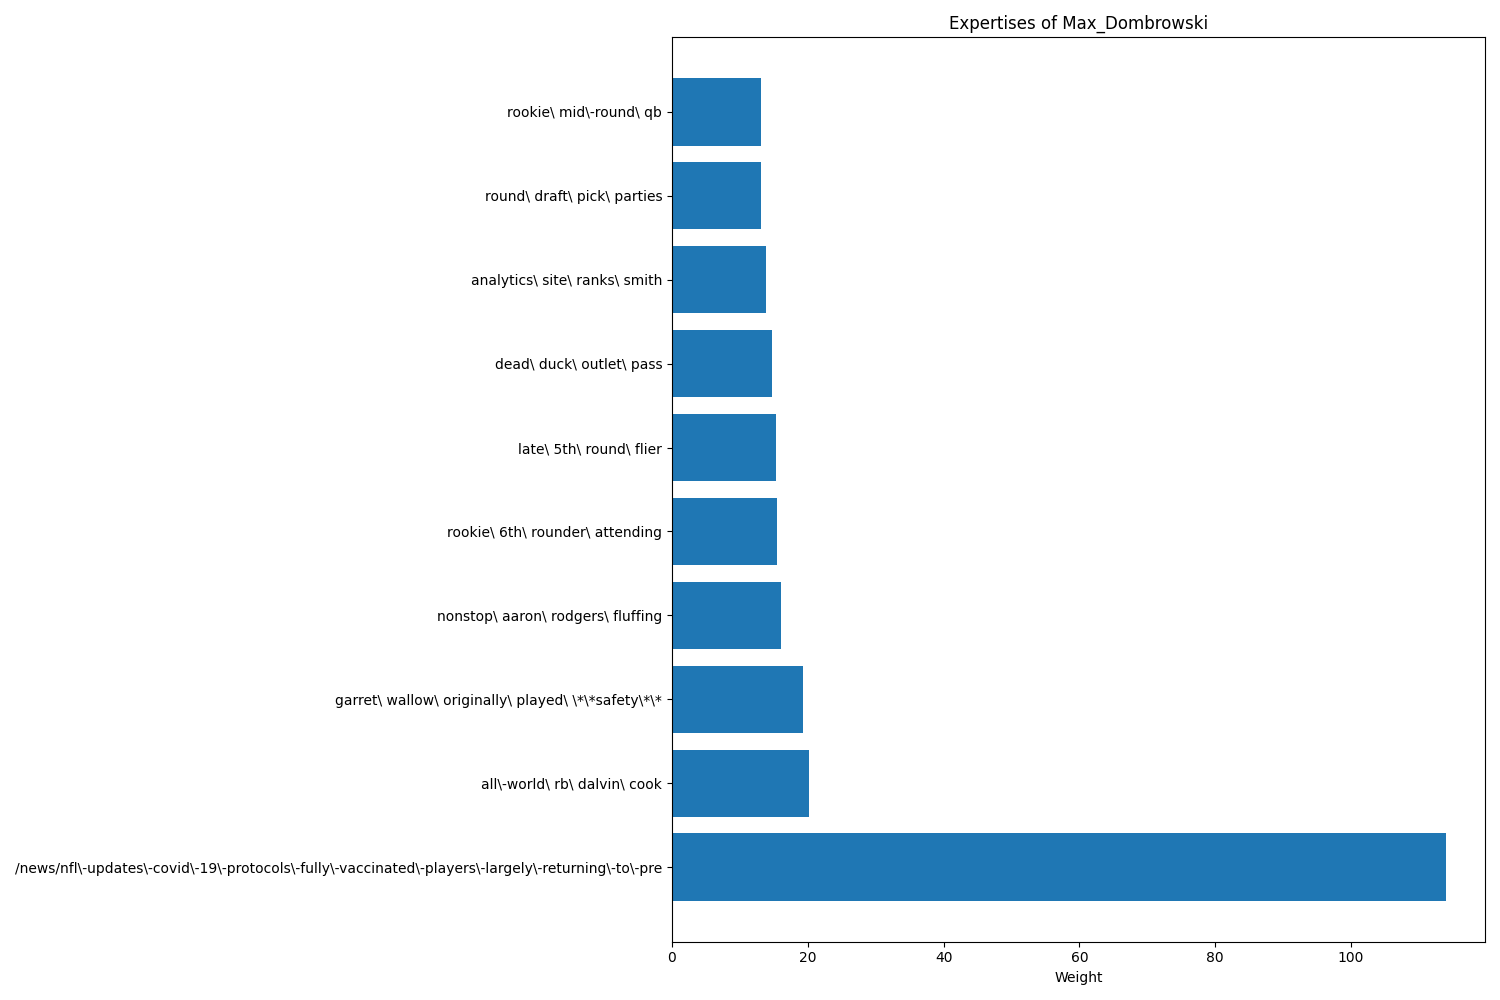 Expertises of Max_Dombrowski
rookie\ mid\-round\ qb
round\ draft\ pick\ parties
analytics\ site\ ranks\ smith
dead\ duck\ outlet\ pass
late\ 5th\ round\ flier
rookie\ 6th\ rounder\ attending
nonstop\ aaron\ rodgers\ fluffing
garret\ wallow\ originally\ played\ \*\*safety\*\*
all\-world\ rb\ dalvin\ cook
/news/nfl\-updates\-covid\-19\-protocols\-fully\-vaccinated\-players\-largely\-returning\-to\-pre
0 20 40 60 80 100
Weight